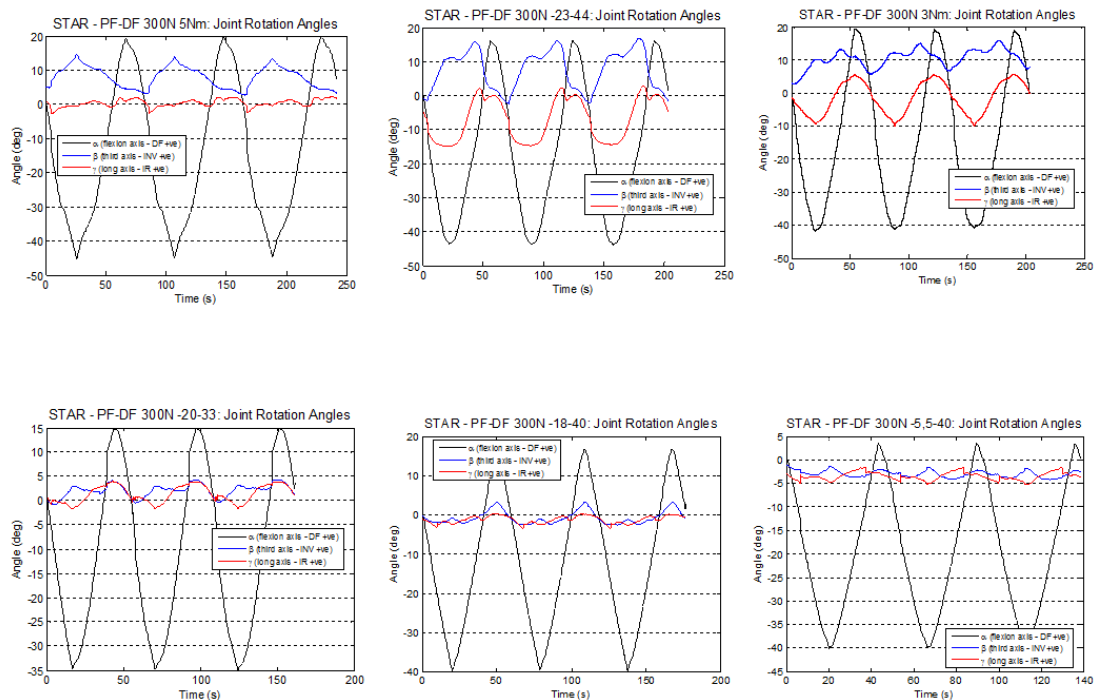 STAR - PF-DF 300N 5Nm: Joint Rotation Angles
20
10
0
-10
-20
-30
-40
-50
Angle (deg)
α (flexion axis - DF +ve)
β (third axis - INV +ve)
γ (long axis - IR +ve)
0 50 100 150 200 250
Time (s)
STAR - PF-DF 300N -23-44: Joint Rotation Angles
20
10
0
-10
-20
-30
-40
-50
Angle (deg)
α (flexion axis - DF +ve)
β (third axis - INV +ve)
γ (long axis - IR +ve)
0 50 100 150 200 250
Time (s)
STAR - PF-DF 300N 3Nm: Joint Rotation Angles
20
10
0
-10
-20
-30
-40
-50
Angle (deg)
α (flexion axis - DF +ve)
β (third axis - INV +ve)
γ (long axis - IR +ve)
0 50 100 150 200 250
Time (s)
STAR - PF-DF 300N -20-33: Joint Rotation Angles
15
10
5
0
-5
-10
-15
-20
-25
-30
-35
Angle (deg)
α (flexion axis - DF +ve)
β (third axis - INV +ve)
γ (long axis - IR +ve)
0 50 100 150 200
Time (s)
STAR - PF-DF 300N -18-40: Joint Rotation Angles
20
10
0
-10
-20
-30
-40
Angle (deg)
α (flexion axis - DF +ve)
β (third axis - INV +ve)
γ (long axis - IR +ve)
0 50 100 150 200
Time (s)
STAR - PF-DF 300N -5,5-40: Joint Rotation Angles
5
0
-5
-10
-15
-20
-25
-30
-35
-40
-45
Angle (deg)
α (flexion axis - DF +ve)
β (third axis - INV +ve)
γ (long axis - IR +ve)
0 20 40 60 80 100 120 140
Time (s)